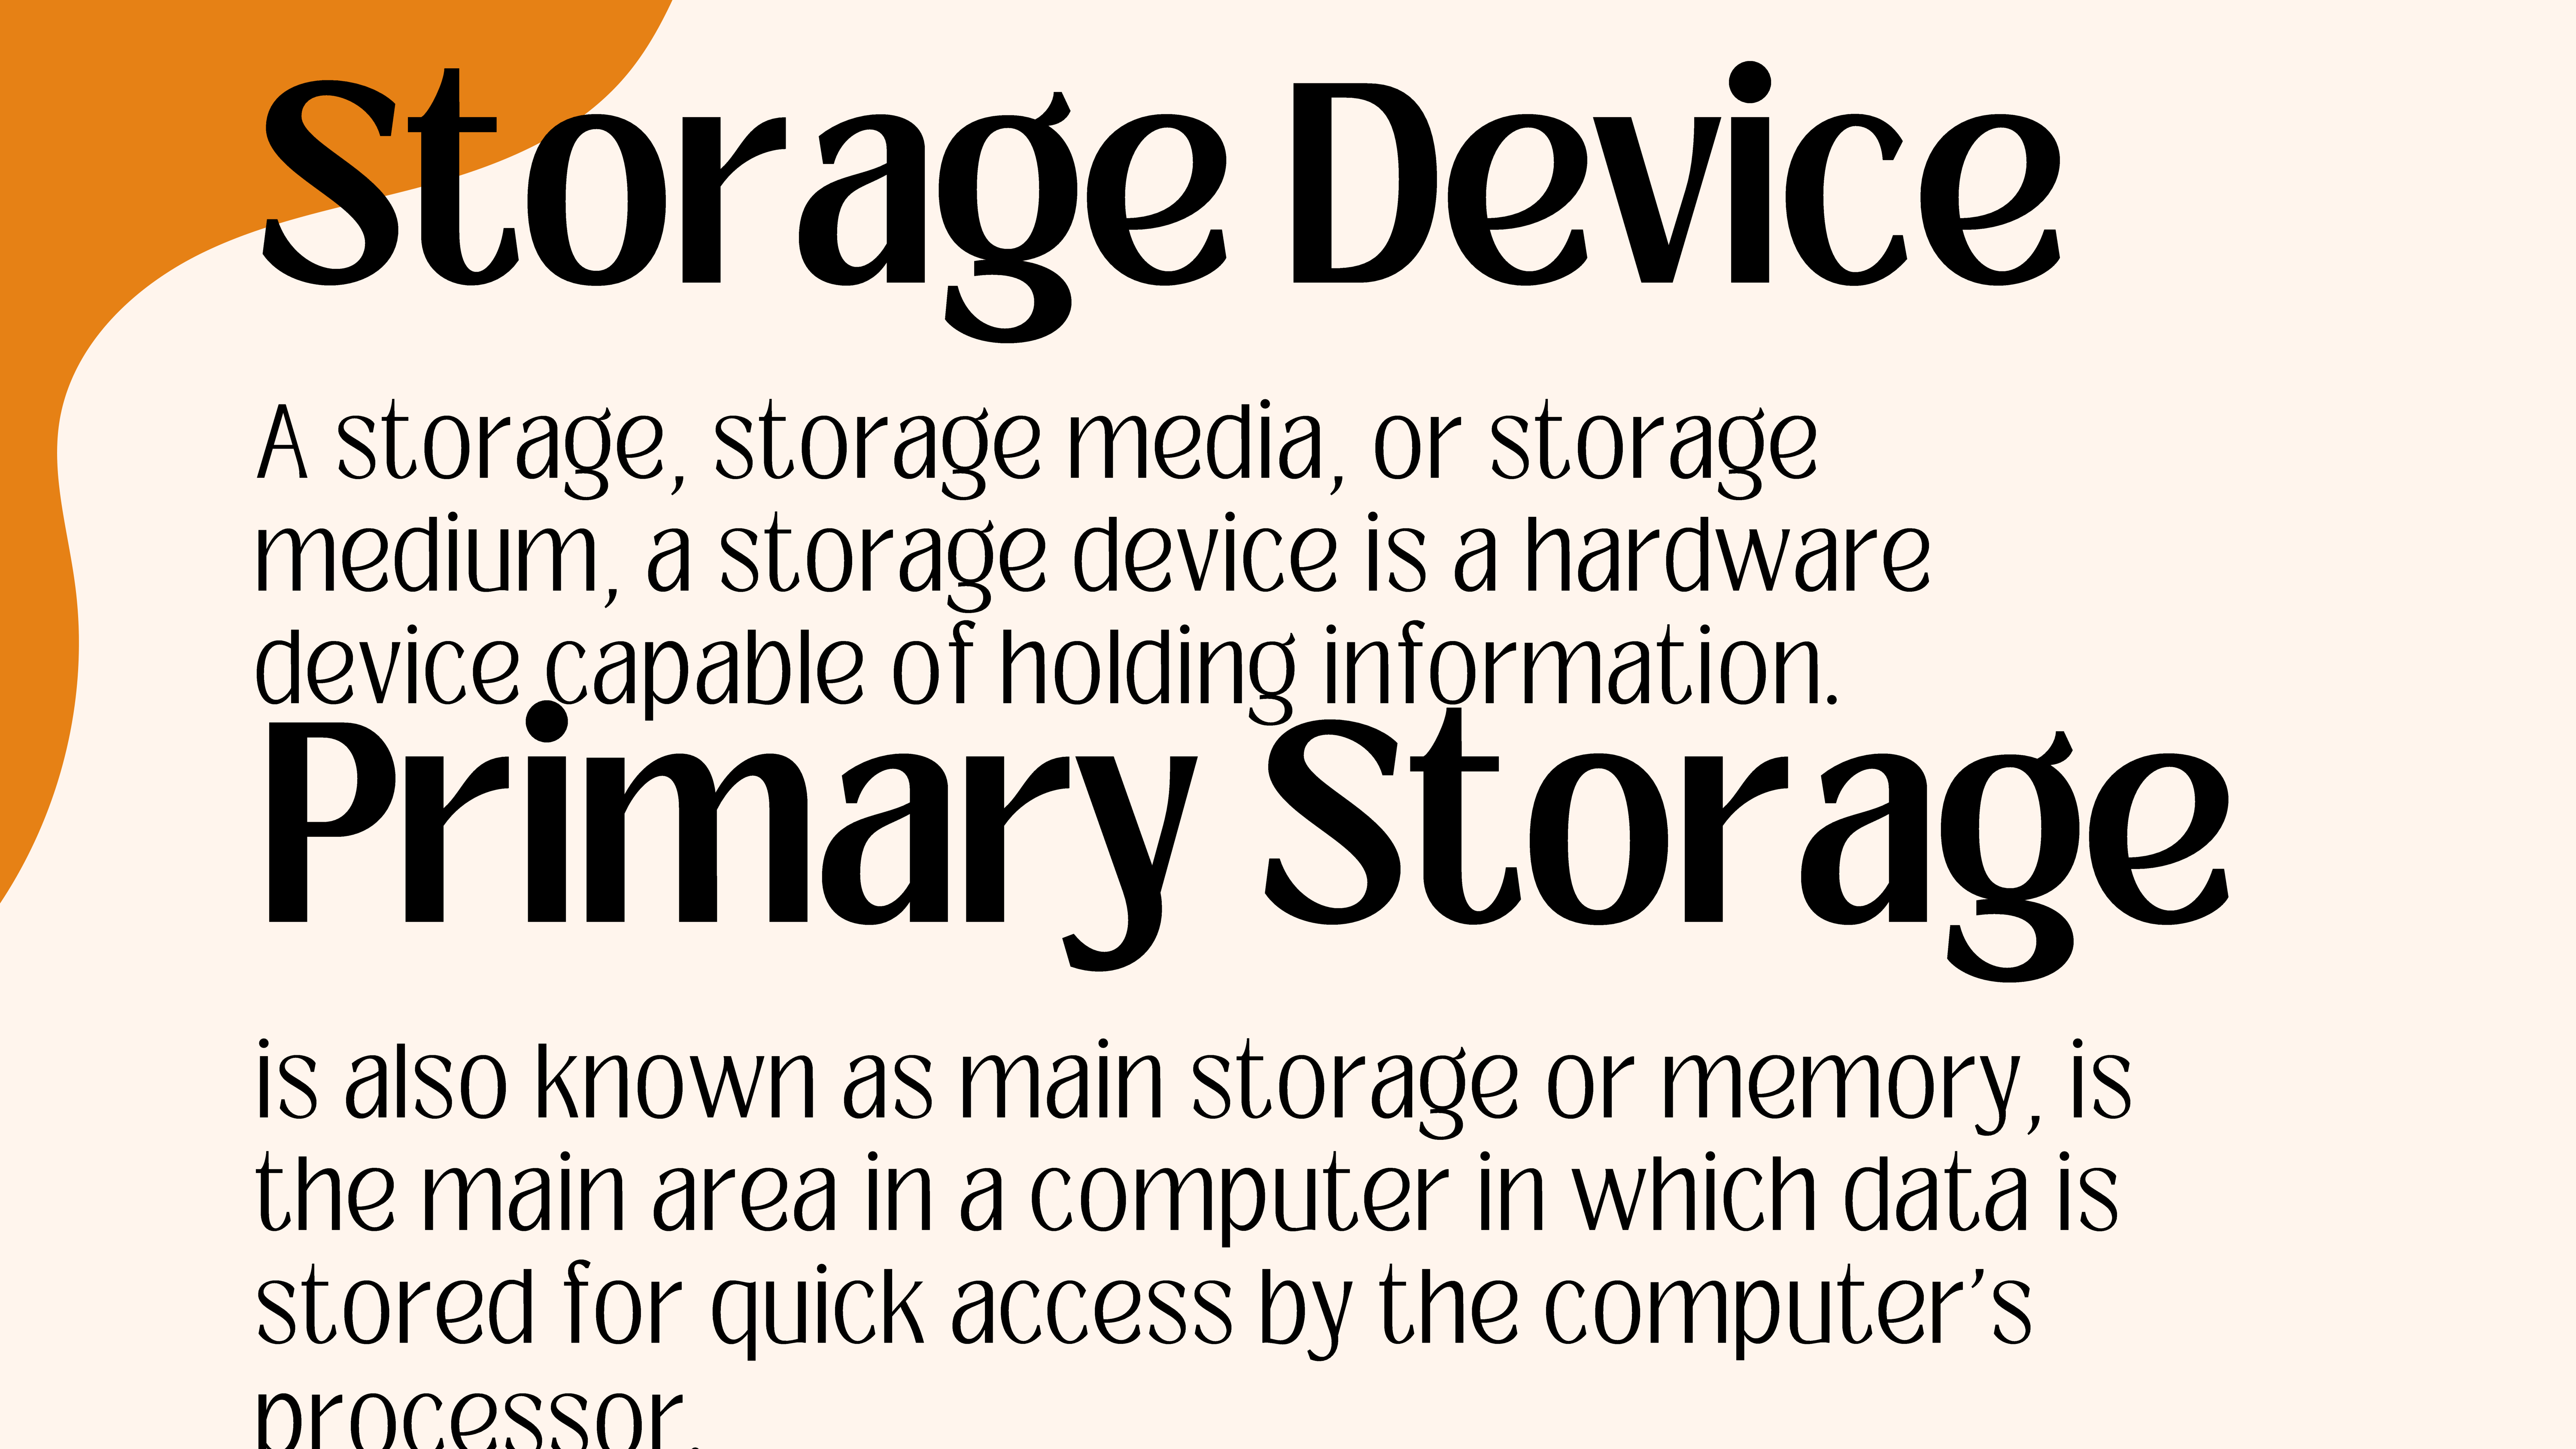 Storage Device
A storage, storage media, or storage
medium, a storage device is a hardware
device capable of holding information.
Primary Storage
is also known as main storage or memory, is
the main area in a computer in which data is
stored for quick access by the computer’s
processor.